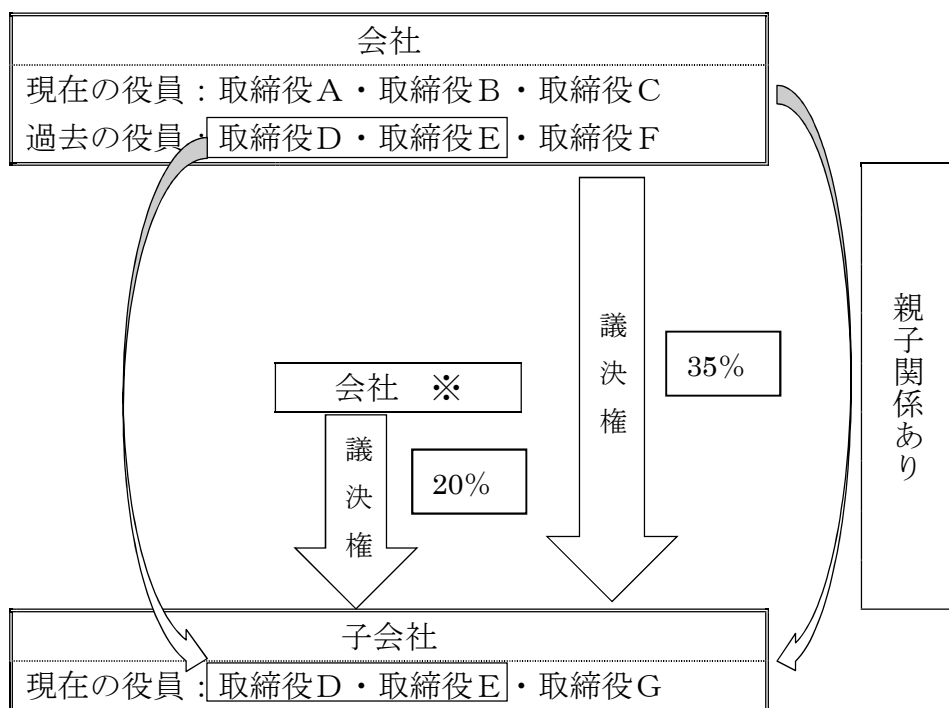 会社
現在の役員：取締役A・取締役B・取締役C
過去の役員：取締役D・取締役E・取締役F
議決権
35%
親子関係あり
会社　※
議決権
20%
子会社
現在の役員：取締役D・取締役E・取締役G